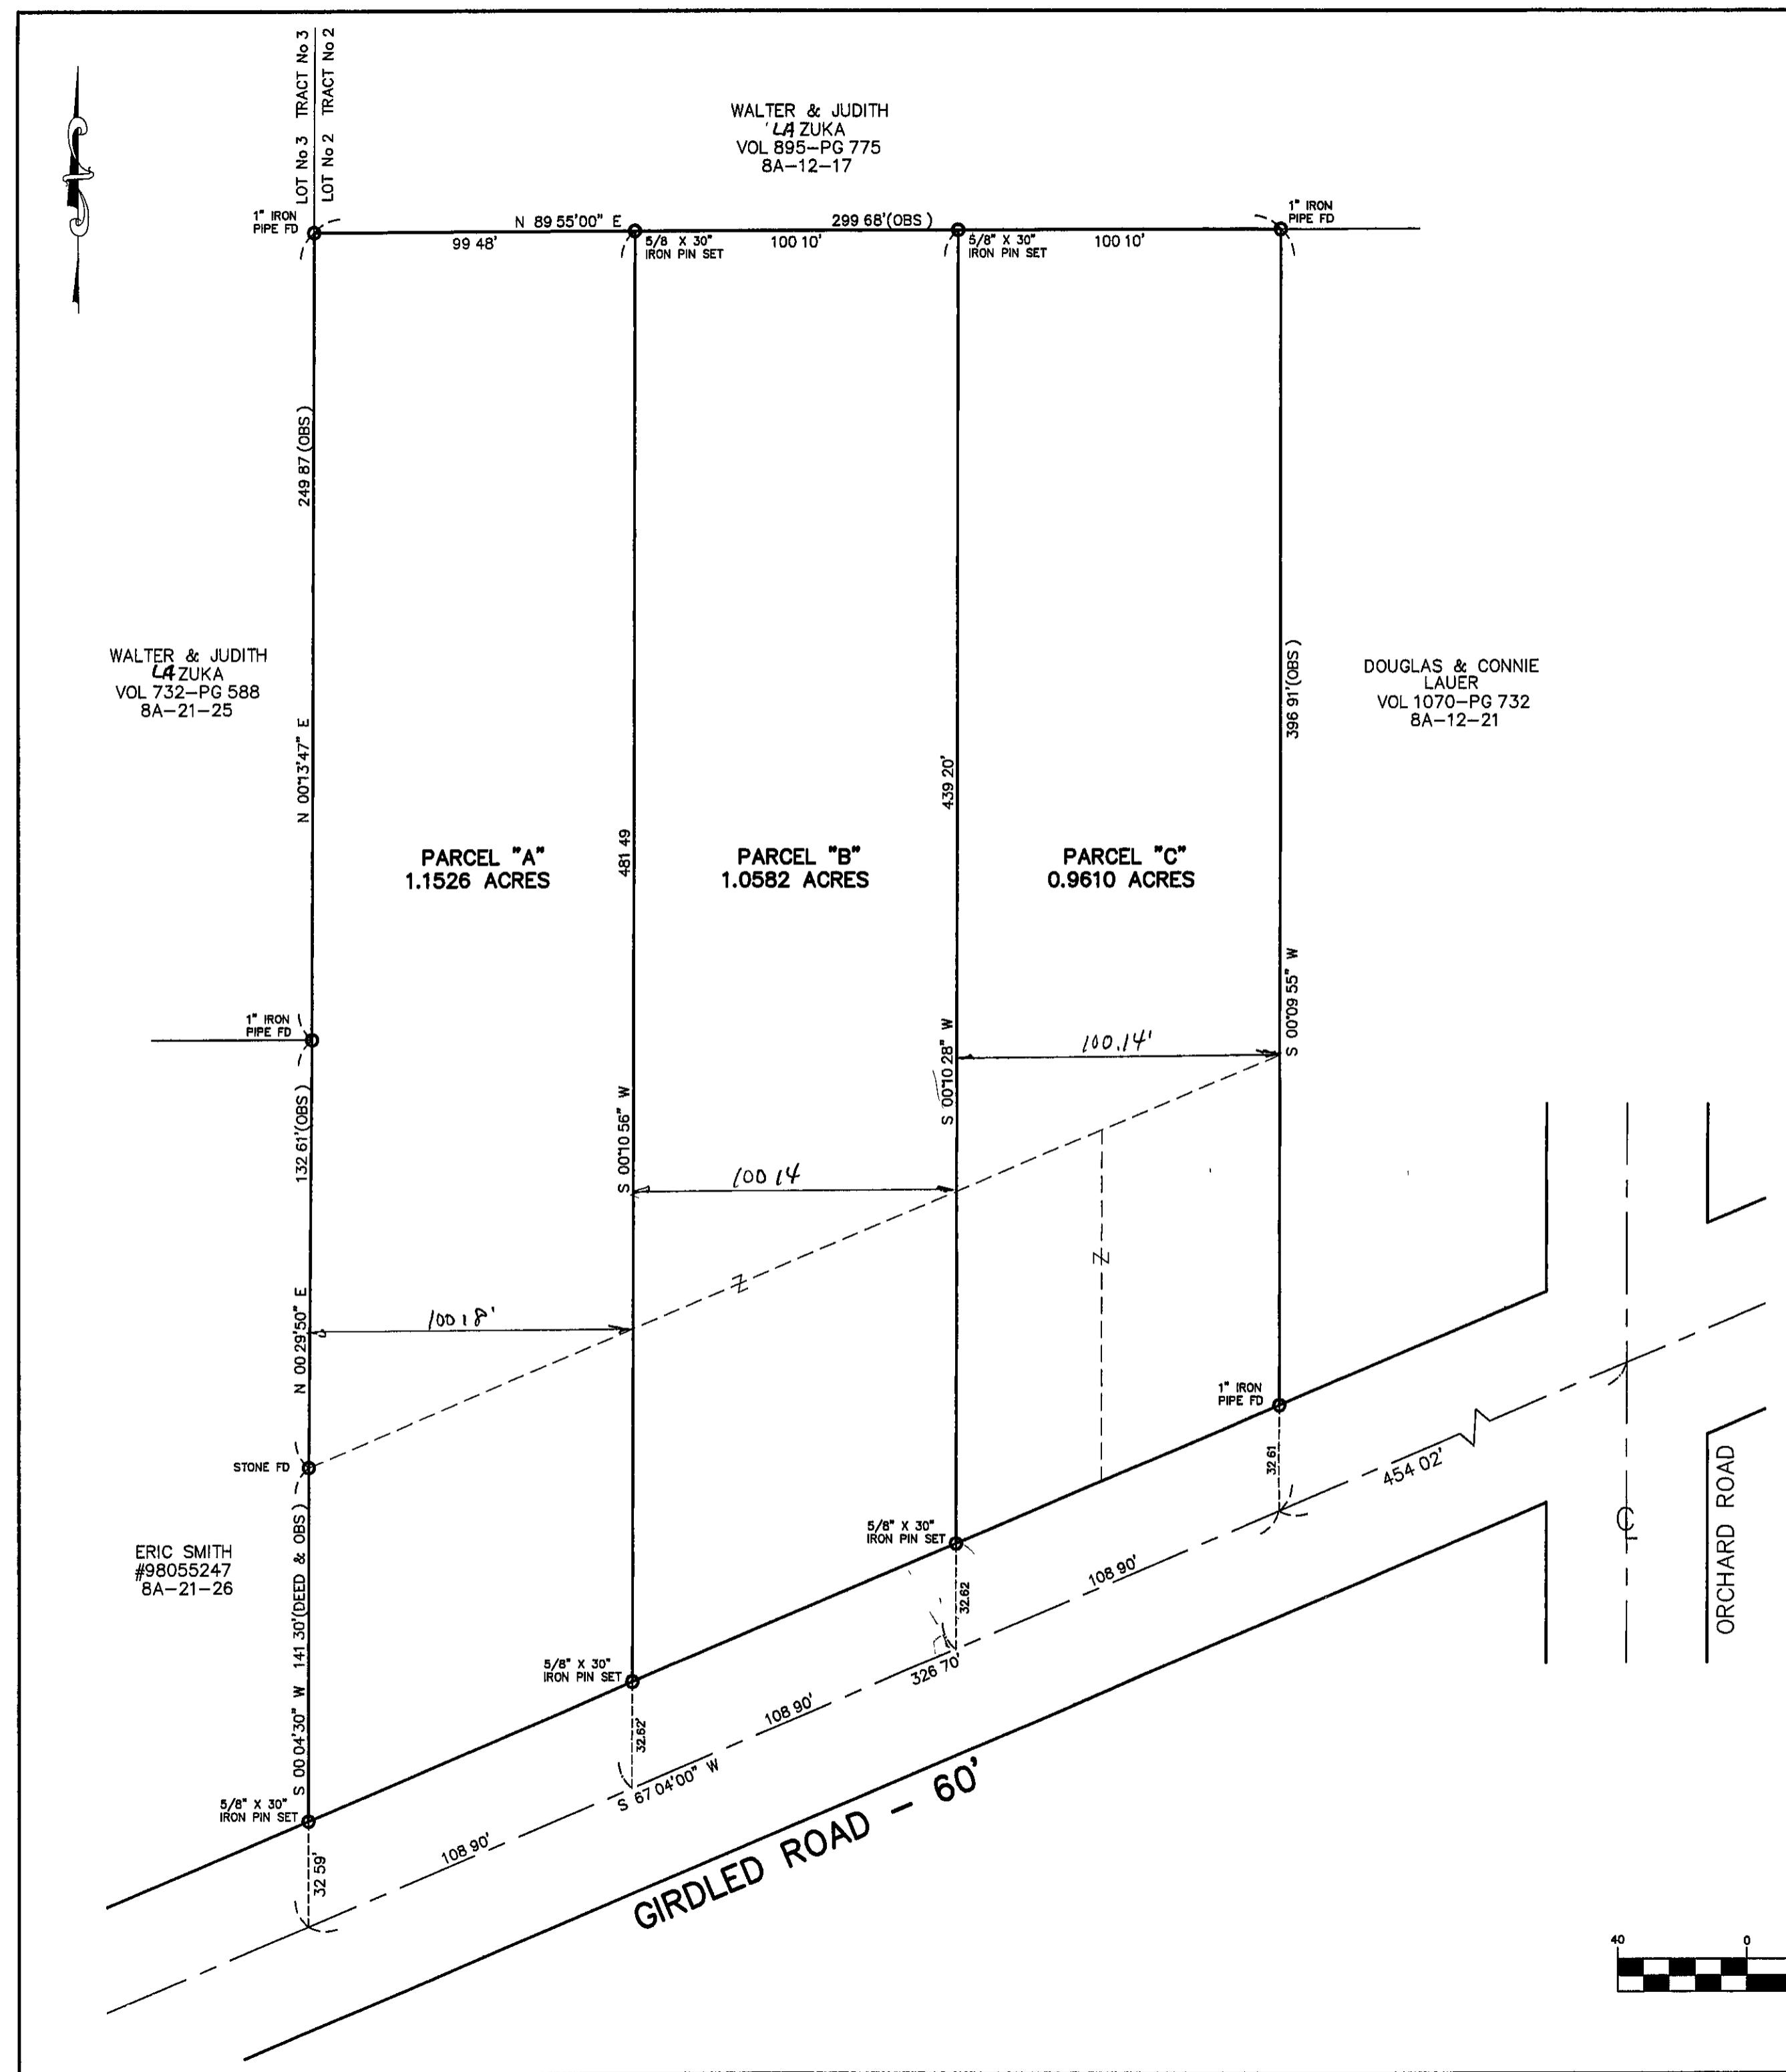 LOT No 3 TRACT No 3
LOT No 2 TRACT No 2
WALTER & JUDITH
LAZUKA
VOL 895-PG 775
8A-12-17
1" IRON
PIPE FD
N 89 55'00" E
299 68'(OBS )
1" IRON
PIPE FD
99 48'
5/8 X 30"
IRON PIN SET
100 10'
5/8" X 30"
IRON PIN SET
100 10'
249 87 (OBS )
N 00°13'47" E
WALTER & JUDITH
LAZUKA
VOL 732-PG 588
8A-21-25
396 91'(OBS )
DOUGLAS & CONNIE
LAUER
VOL 1070-PG 732
8A-12-21
481 49
439 20'
PARCEL "A"
1.1526 ACRES
PARCEL "B"
1.0582 ACRES
PARCEL "C"
0.9610 ACRES
1" IRON
PIPE FD
S 00°10 56" W
S 00°10 28" W
S 00°09 55" W
100.14'
132 61'(OBS )
100 14
N 00 29'50" E
100 18'
Z
Z
STONE FD
1" IRON
PIPE FD
32 61
454 02'
ORCHARD ROAD
ERIC SMITH
#98055247
8A-21-26
S 00 04'30" W 141 30'(DEED & OBS )
5/8" X 30"
IRON PIN SET
32.62
108 90'
326 70'
5/8" X 30"
IRON PIN SET
32.62'
108 90'
S 67 04'00" W
5/8" X 30"
IRON PIN SET
32 59'
108 90'
GIRDLED ROAD - 60'
40 0